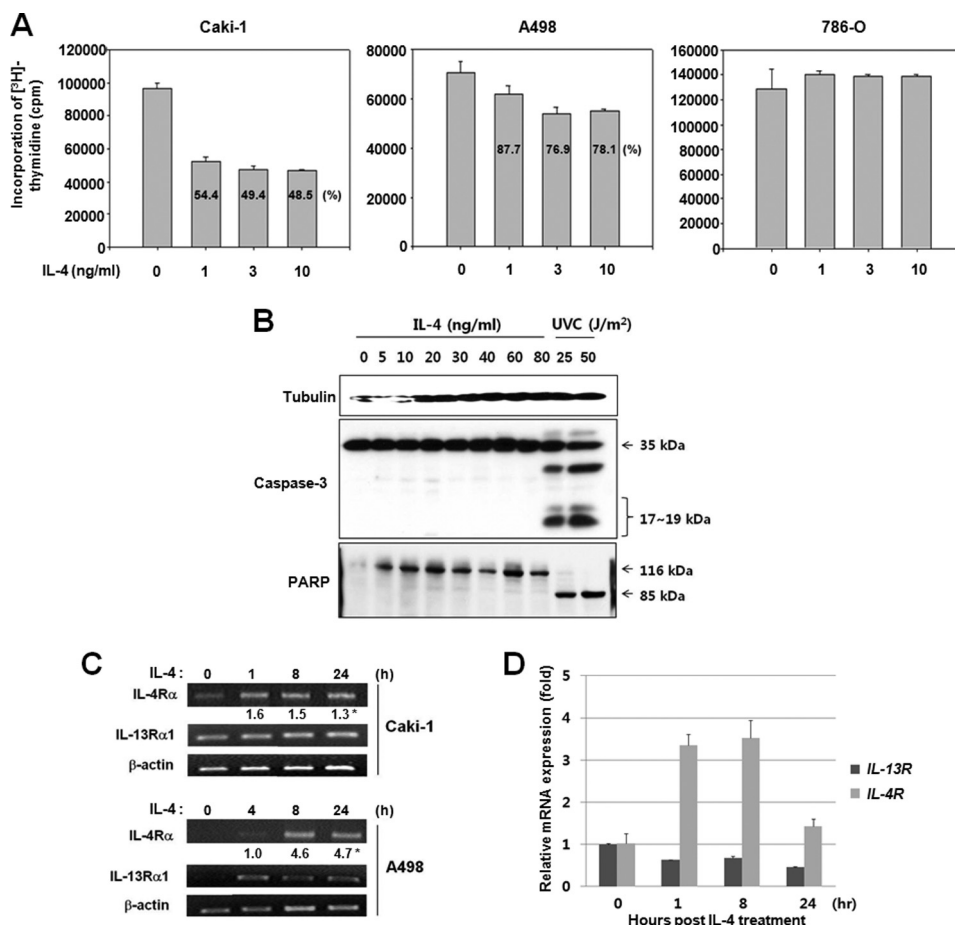 A
Caki-1
A498
786-O
Incorporation of [³H]-
thymidine (cpm)
120000
100000
80000
60000
40000
20000
0
54.4
49.4
48.5
(%)
80000
60000
40000
20000
0
87.7
76.9
78.1
(%)
160000
140000
120000
100000
80000
60000
40000
20000
0
IL-4 (ng/ml)
0 1 3 10
0 1 3 10
0 1 3 10
B
IL-4 (ng/ml) UVC (J/m²)
0 5 10 20 30 40 60 80 25 50
Tubulin
Caspase-3
35 kDa
17~19 kDa
PARP
116 kDa
85 kDa
C
IL-4 : 0 1 8 24 (h)
IL-4Rα
1.6 1.5 1.3 *
IL-13Rα1
β-actin
Caki-1
IL-4 : 0 4 8 24 (h)
IL-4Rα
1.0 4.6 4.7 *
IL-13Rα1
β-actin
A498
D
Relative mRNA expression (fold)
5
4
3
2
1
0
IL-13R
IL-4R
0 1 8 24 (hr)
Hours post IL-4 treatment